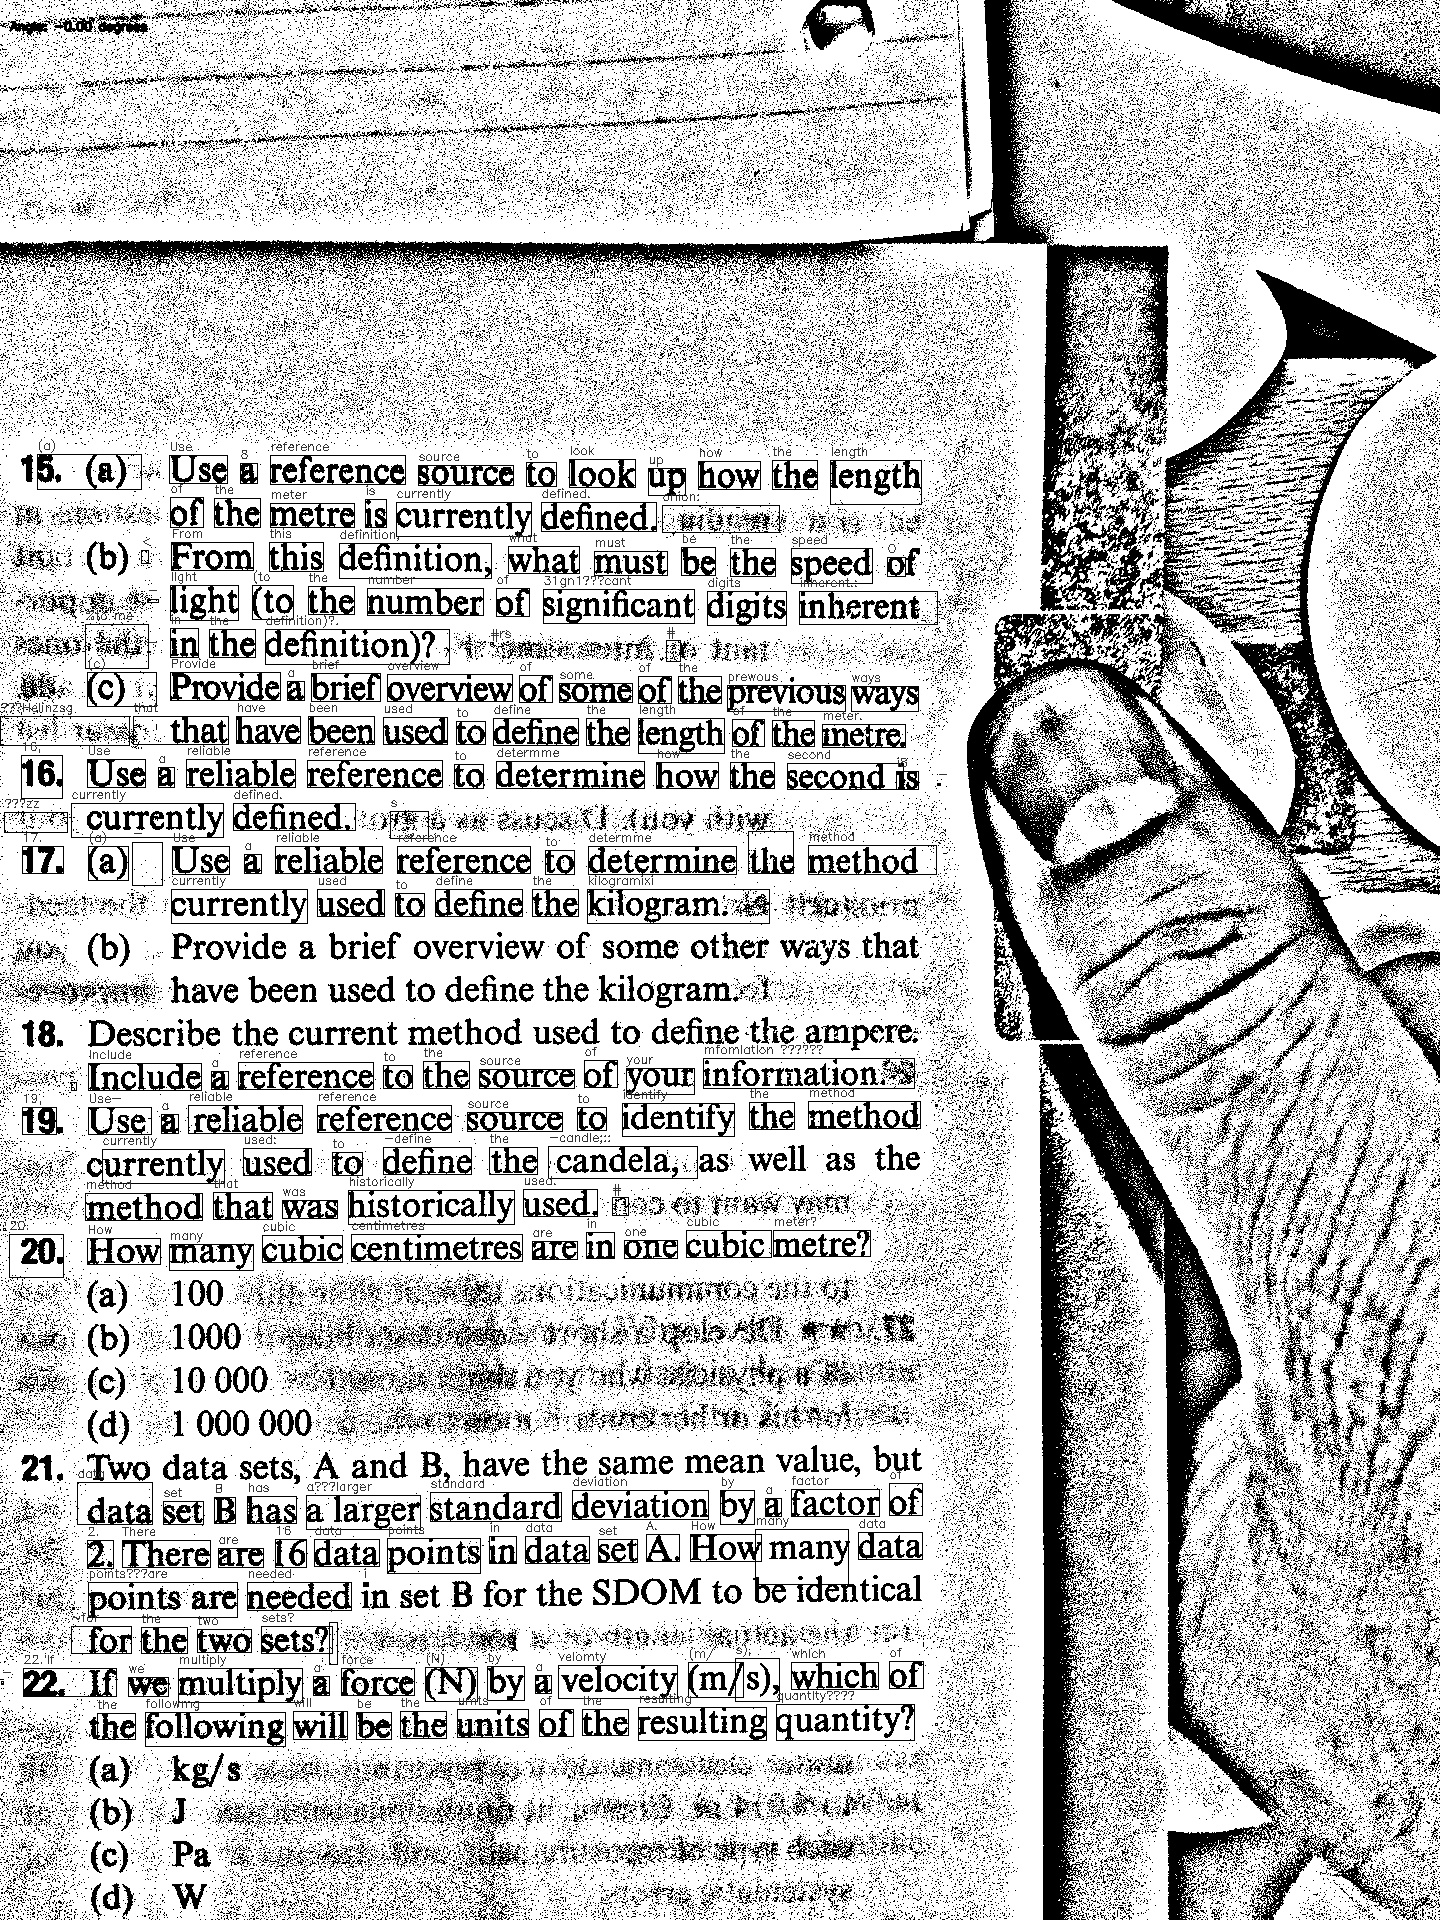 Angle: -0.00 degrees
15. (a) Use a reference source to look up how the length
of the metre is currently defined.
(b) From this definition, what must be the speed of
light (to the number of significant digits inherent
in the definition)?
(c) Provide a brief overview of some of the previous ways
that have been used to define the length of the metre.
16. Use a reliable reference to determine how the second is
currently defined.
17. (a) Use a reliable reference to determine the method
currently used to define the kilogram.
(b) Provide a brief overview of some other ways that
have been used to define the kilogram.
18. Describe the current method used to define the ampere.
Include a reference to the source of your information.
19. Use a reliable reference source to identify the method
currently used to define the candela, as well as the
method that was historically used.
20. How many cubic centimetres are in one cubic metre?
(a) 100
(b) 1000
(c) 10 000
(d) 1 000 000
21. Two data sets, A and B, have the same mean value, but
data set B has a larger standard deviation by a factor of
2. There are 16 data points in data set A. How many data
points are needed in set B for the SDOM to be identical
for the two sets?
22. If we multiply a force (N) by a velocity (m/s), which of
the following will be the units of the resulting quantity?
(a) kg/s
(b) J
(c) Pa
(d) W